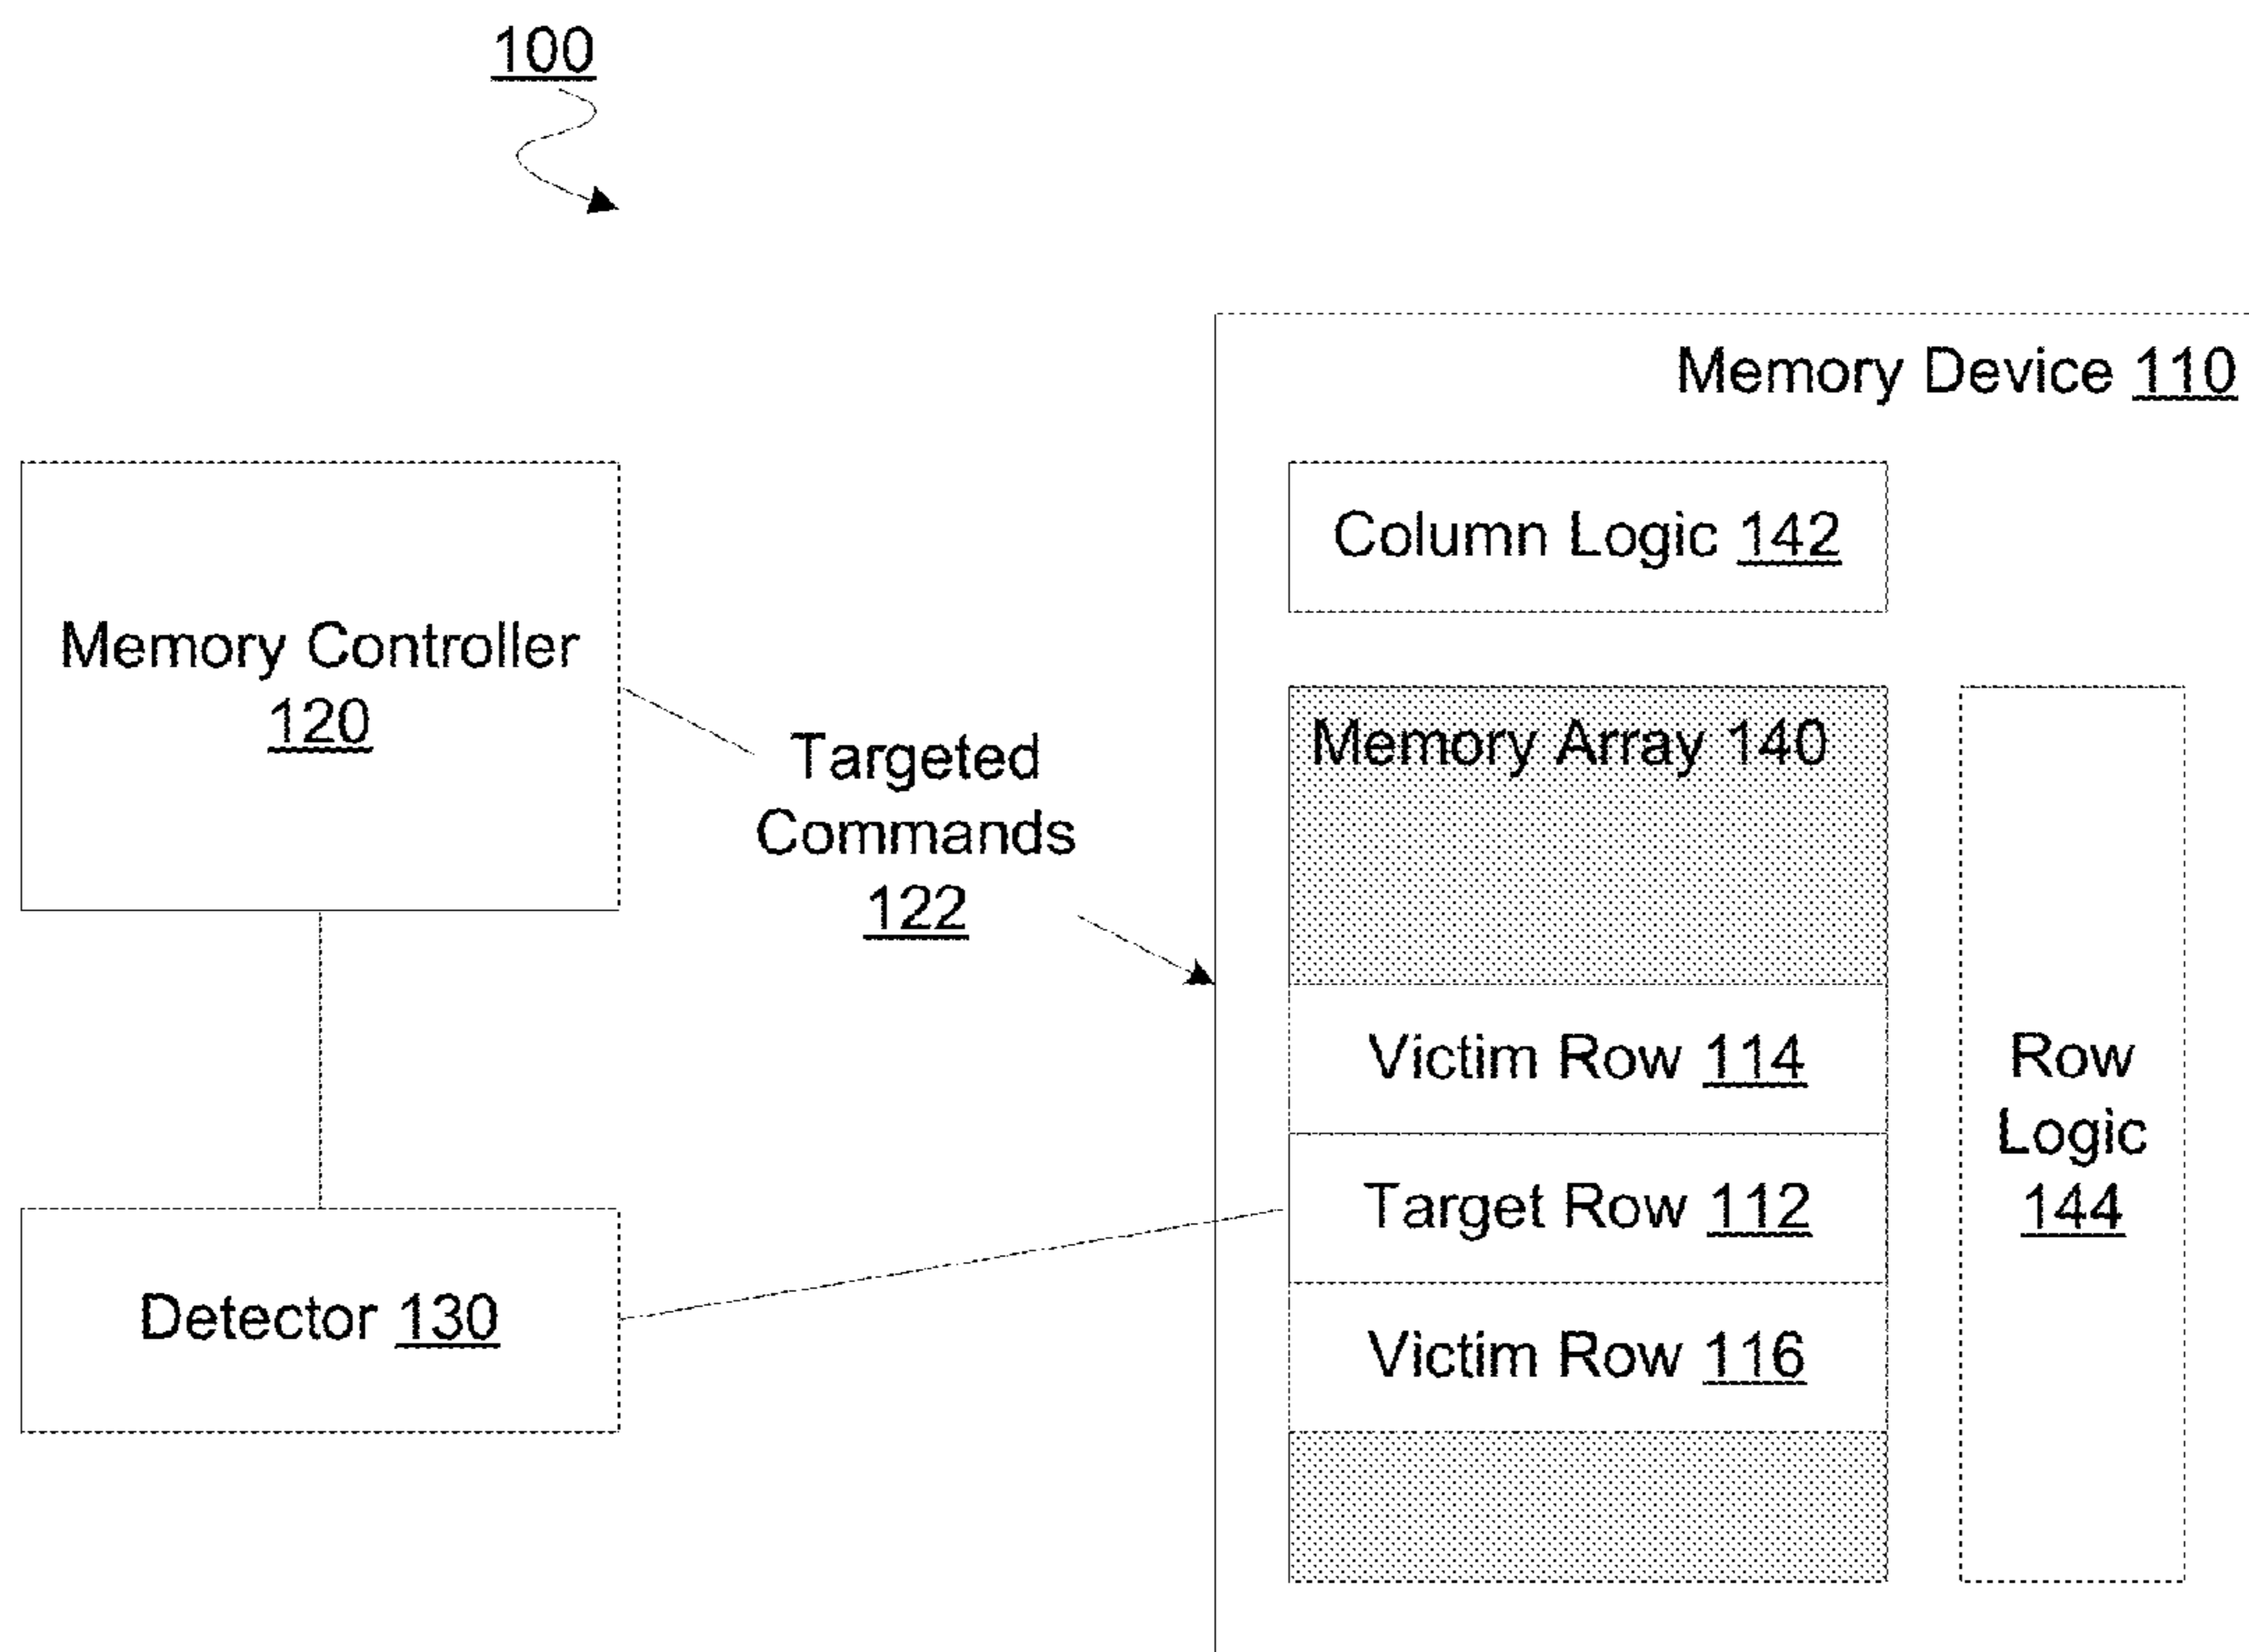 100
Memory Device 110
Column Logic 142
Memory Controller
120
Targeted
Commands
122
Memory Array 140
Victim Row 114
Target Row 112
Victim Row 116
Row
Logic
144
Detector 130